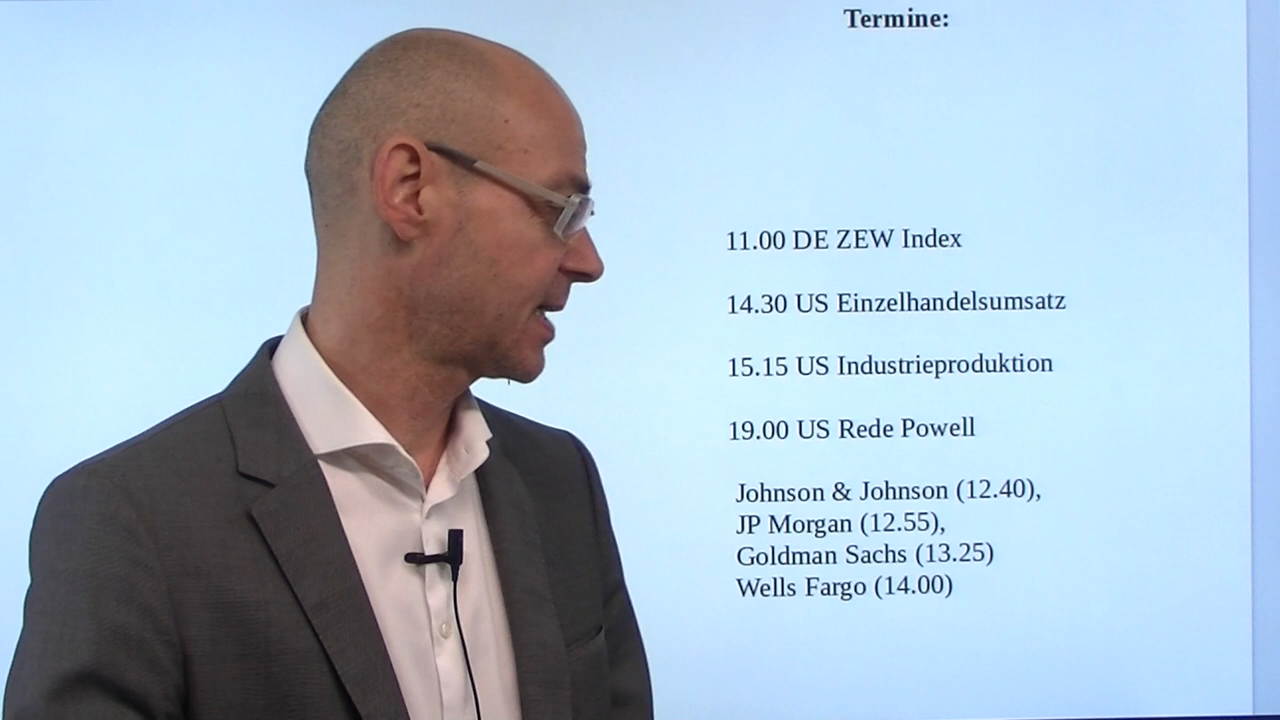 Termine:
11.00 DE ZEW Index
14.30 US Einzelhandelsumsatz
15.15 US Industrieproduktion
19.00 US Rede Powell
Johnson & Johnson (12.40),
JP Morgan (12.55),
Goldman Sachs (13.25)
Wells Fargo (14.00)